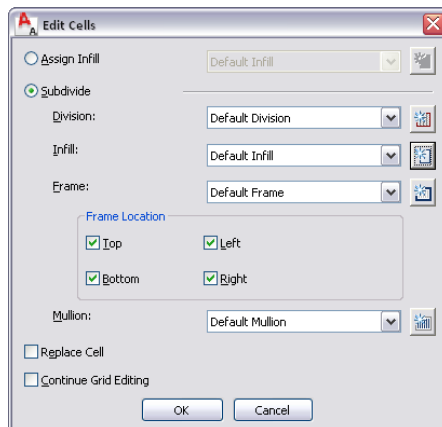 Edit Cells
Assign Infill Default Infill
Subdivide
Division: Default Division
Infill: Default Infill
Frame: Default Frame
Frame Location
Top Left
Bottom Right
Mullion: Default Mullion
Replace Cell
Continue Grid Editing
OK Cancel